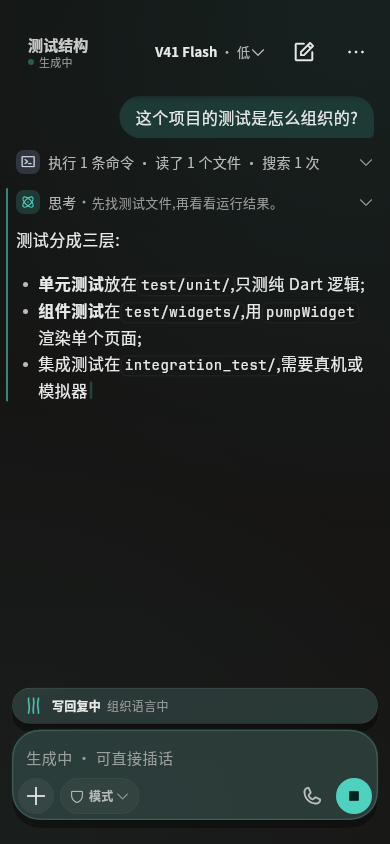 测试结构
生成中
V41 Flash · 低
这个项目的测试是怎么组织的?
执行 1 条命令 · 读了 1 个文件 · 搜索 1 次
思考 · 先找测试文件,再看看运行结果。
测试分成三层:
• 单元测试放在 test/unit/,只测纯 Dart 逻辑;
• 组件测试在 test/widgets/,用 pumpWidget
渲染单个页面;
• 集成测试在 integration_test/,需要真机或
模拟器
写回复中 组织语言中
生成中 · 可直接插话
模式